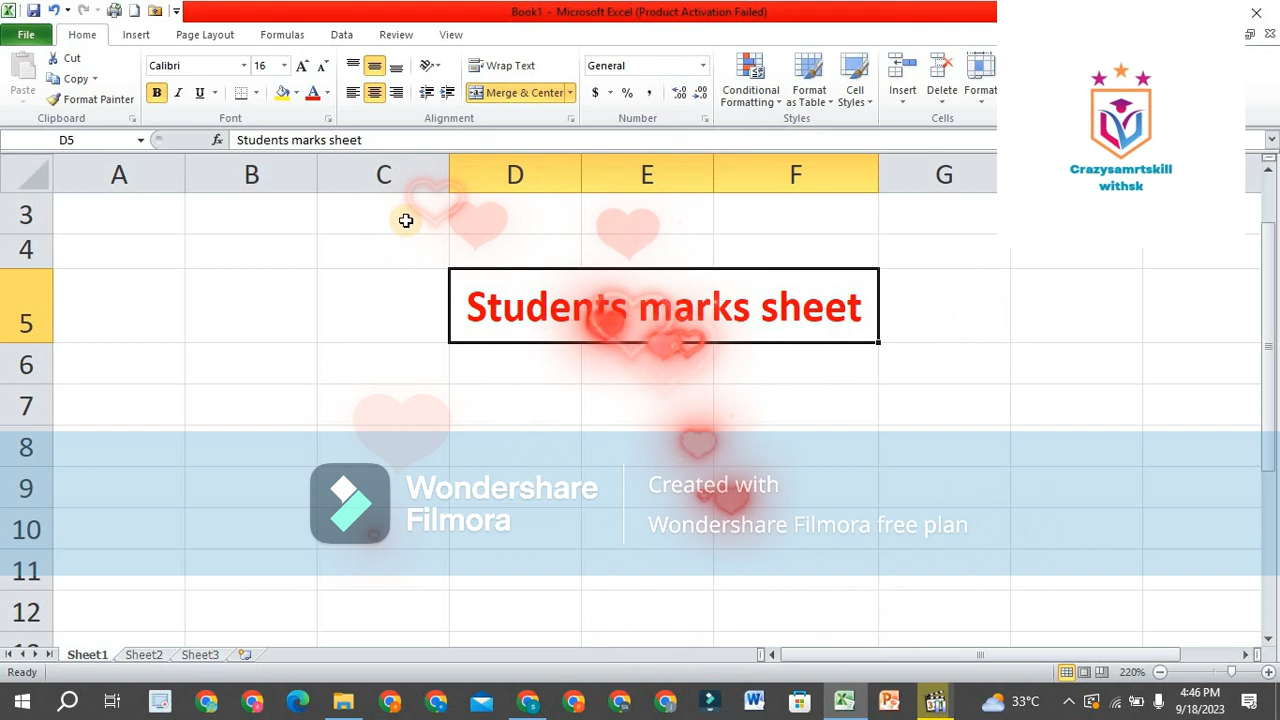 Book1 - Microsoft Excel (Product Activation Failed)
File Home Insert Page Layout Formulas Data Review View
Paste
Cut
Copy
Format Painter
Calibri 16
B I U
A A
Wrap Text
Merge & Center
General
$ % ,
Conditional Formatting
Format as Table
Cell Styles
Insert Delete Format
Clipboard Font Alignment Number Styles Cells
Crazysamrtskill
withsk
D5 fx Students marks sheet
A B C D E F G
3
4
5 Students marks sheet
6
7
8
9
10
11
12
Wondershare
Filmora
Created with
Wondershare Filmora free plan
Sheet1 Sheet2 Sheet3
Ready 220%
33°C 4:46 PM
9/18/2023